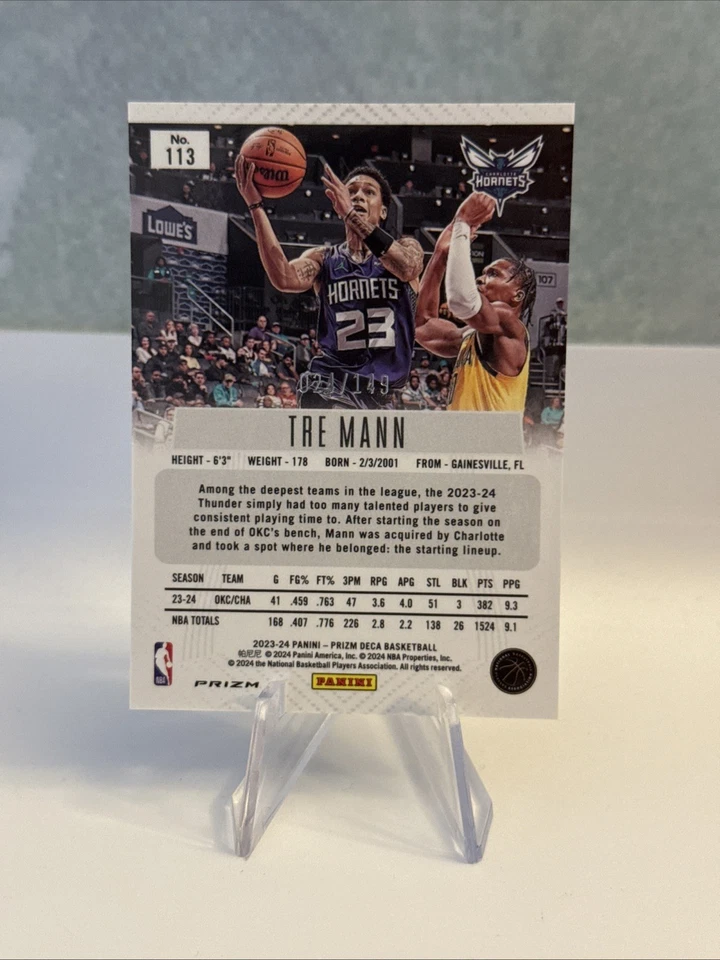 No.
113
Wilson
CHARLOTTE
HORNETS
LOWE'S
107
HORNETS
23
021/149
TRE MANN
HEIGHT - 6'3" WEIGHT - 178 BORN - 2/3/2001 FROM - GAINESVILLE, FL
Among the deepest teams in the league, the 2023-24
Thunder simply had too many talented players to give
consistent playing time to. After starting the season on
the end of OKC's bench, Mann was acquired by Charlotte
and took a spot where he belonged: the starting lineup.
SEASON TEAM G FG% FT% 3PM RPG APG STL BLK PTS PPG
23-24 OKC/CHA 41 .459 .763 47 3.6 4.0 51 3 382 9.3
NBA TOTALS 168 .407 .776 226 2.8 2.2 138 26 1524 9.1
2023-24 PANINI – PRIZM DECA BASKETBALL
帕尼尼 © 2024 Panini America, Inc. © 2024 NBA Properties, Inc.
© 2024 the National Basketball Players Association. All rights reserved.
NBA
PRIZM
PANINI